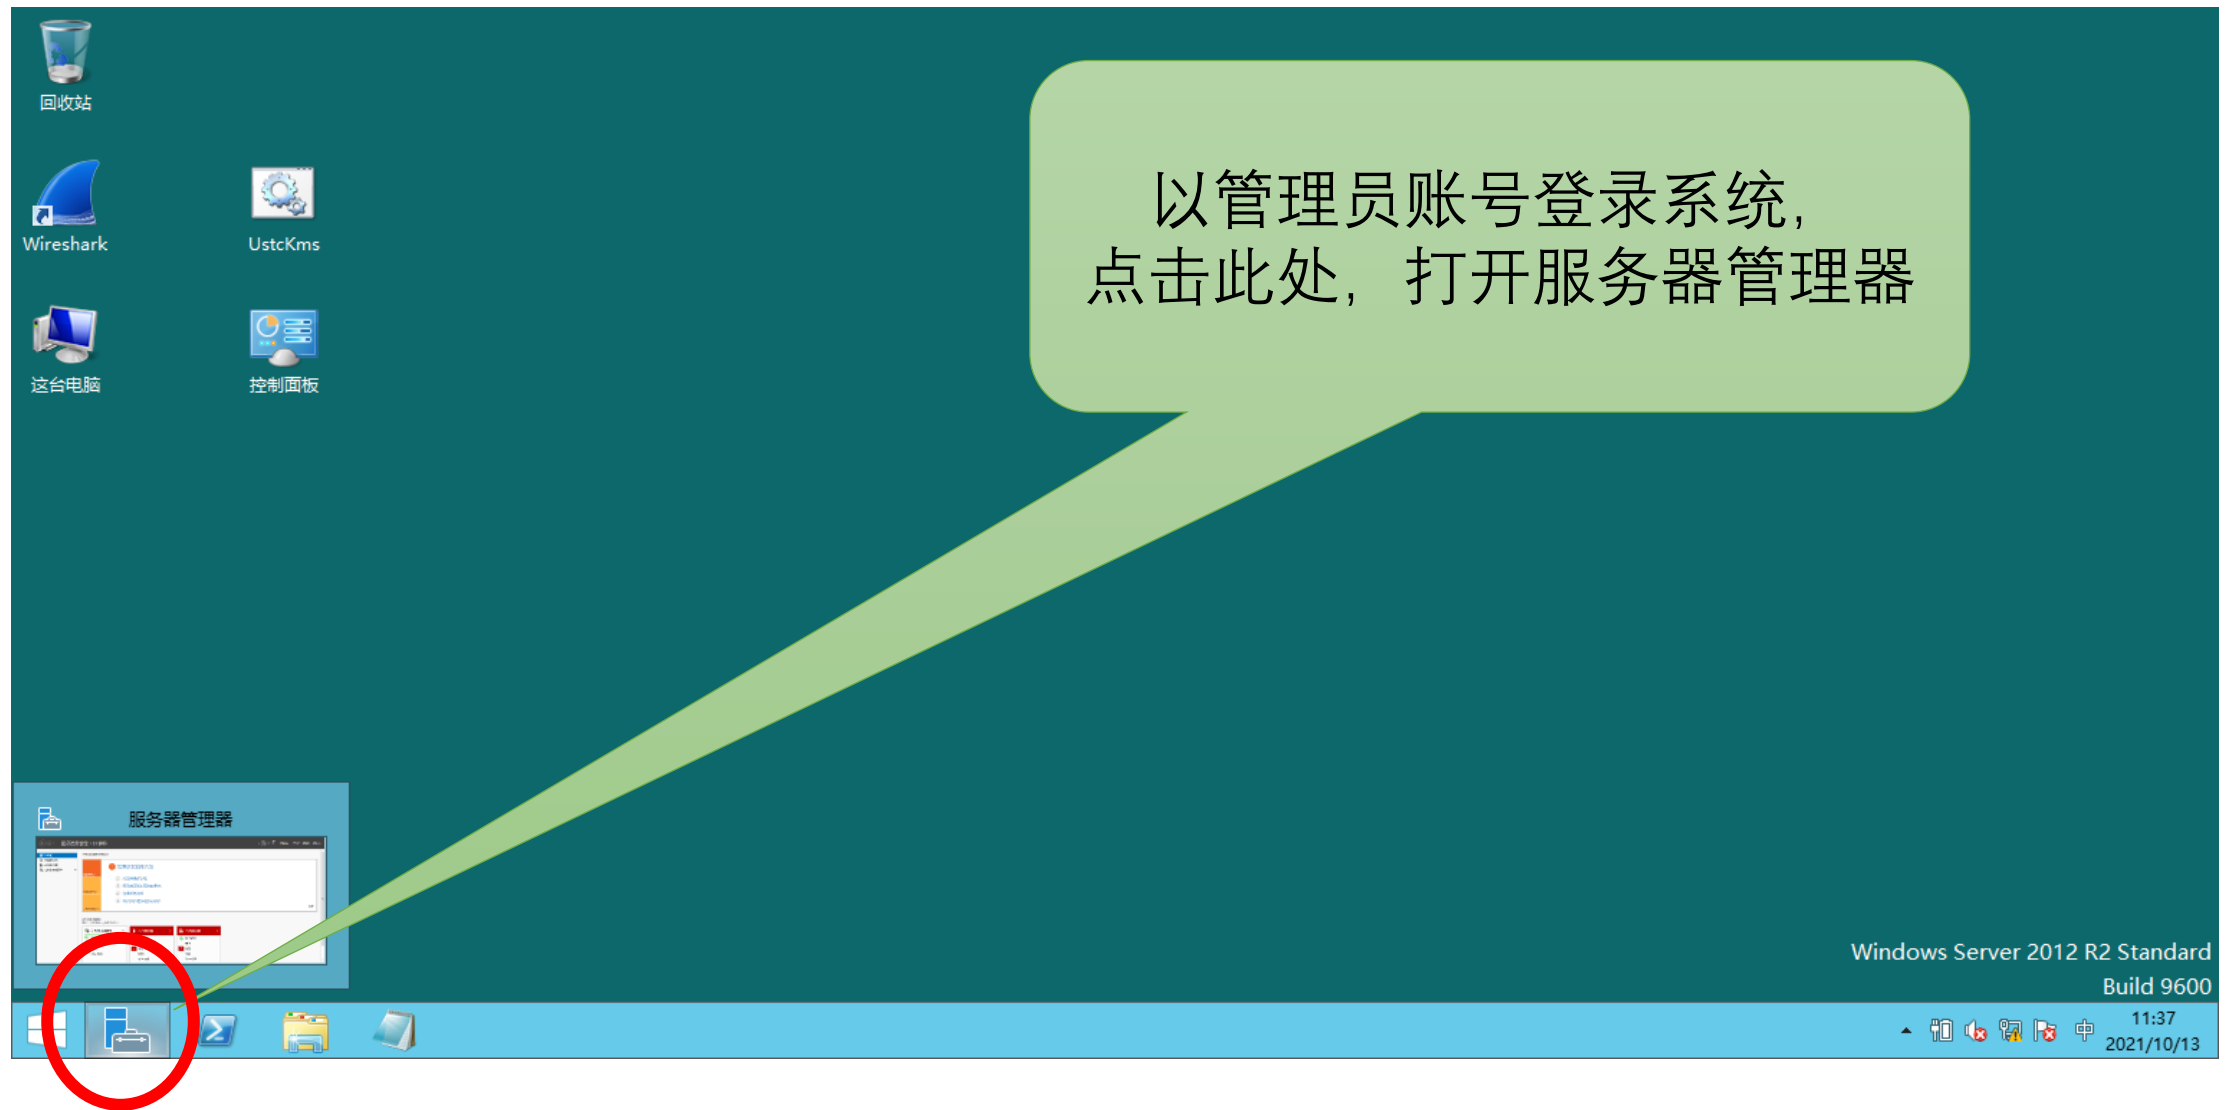 回收站
Wireshark
UstcKms
这台电脑
控制面板
以管理员账号登录系统,
点击此处, 打开服务器管理器
服务器管理器
Windows Server 2012 R2 Standard
Build 9600
中
11:37
2021/10/13